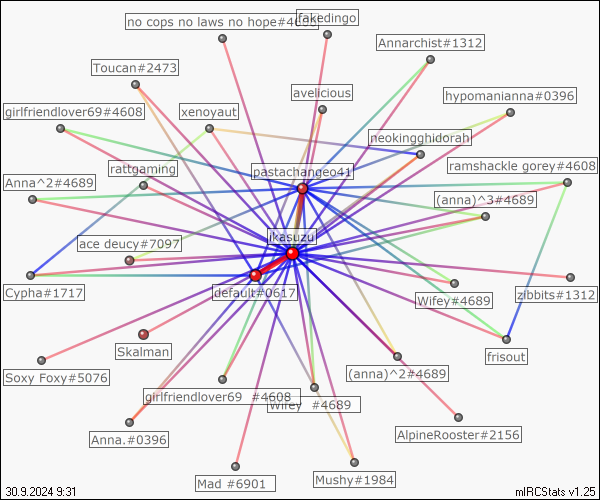 no cops no laws no hope#4608
fakedingo
Annarchist#1312
Toucan#2473
avelicious
hypomanianna#0396
girlfriendlover69#4608
xenoyaut
neokingghidorah
rattgaming
pastachangeo41
ramshackle gorey#4608
Anna^2#4689
(anna)^3#4689
ikasuzu
ace deucy#7097
Cypha#1717
default#0617
Wifey#4689
zibbits#1312
Skalman
frisout
Soxy Foxy#5076
(anna)^2#4689
girlfriendlover69 #4608
Wifey #4689
Anna.#0396
AlpineRooster#2156
Mad #6901
Mushy#1984
30.9.2024 9:31
mIRCStats v1.25